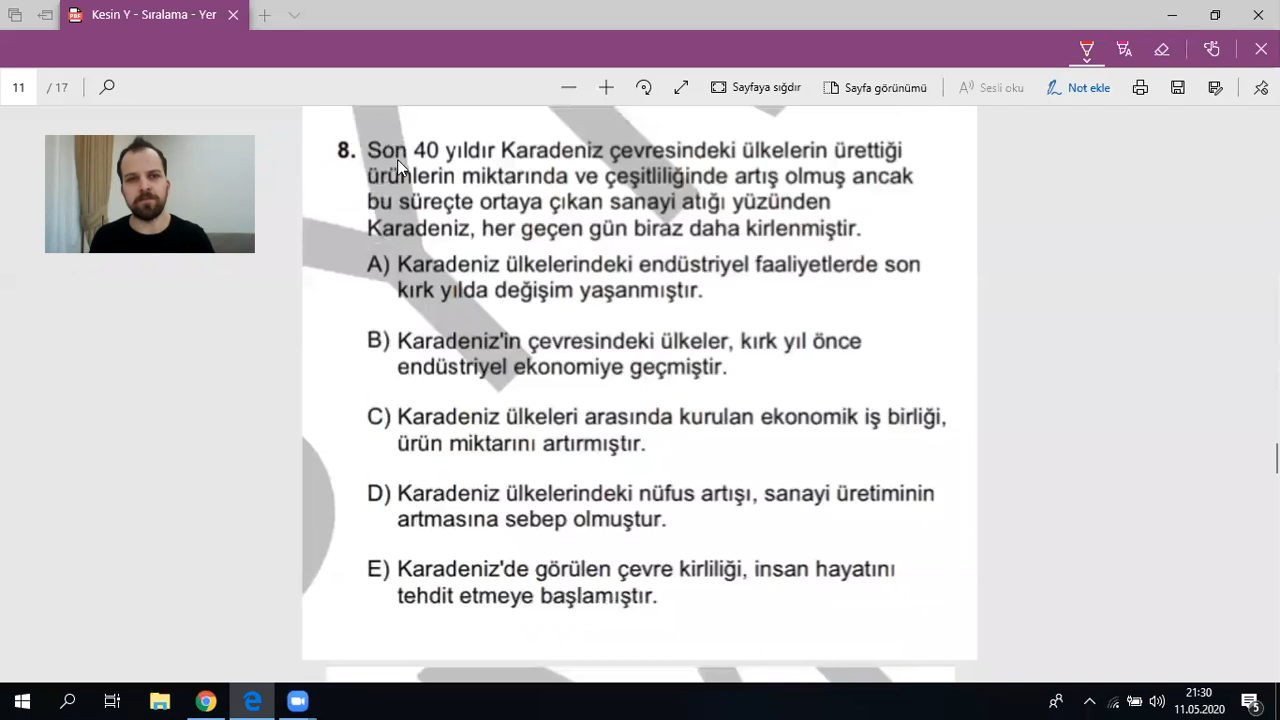 Kesin Y - Sıralama - Yer
11 / 17
Sayfaya sığdır
Sayfa görünümü
Sesli oku
Not ekle
8. Son 40 yıldır Karadeniz çevresindeki ülkelerin ürettiği
ürünlerin miktarında ve çeşitliliğinde artış olmuş ancak
bu süreçte ortaya çıkan sanayi atığı yüzünden
Karadeniz, her geçen gün biraz daha kirlenmiştir.
A) Karadeniz ülkelerindeki endüstriyel faaliyetlerde son
kırk yılda değişim yaşanmıştır.
B) Karadeniz'in çevresindeki ülkeler, kırk yıl önce
endüstriyel ekonomiye geçmiştir.
C) Karadeniz ülkeleri arasında kurulan ekonomik iş birliği,
ürün miktarını artırmıştır.
D) Karadeniz ülkelerindeki nüfus artışı, sanayi üretiminin
artmasına sebep olmuştur.
E) Karadeniz'de görülen çevre kirliliği, insan hayatını
tehdit etmeye başlamıştır.
21:30
11.05.2020
5